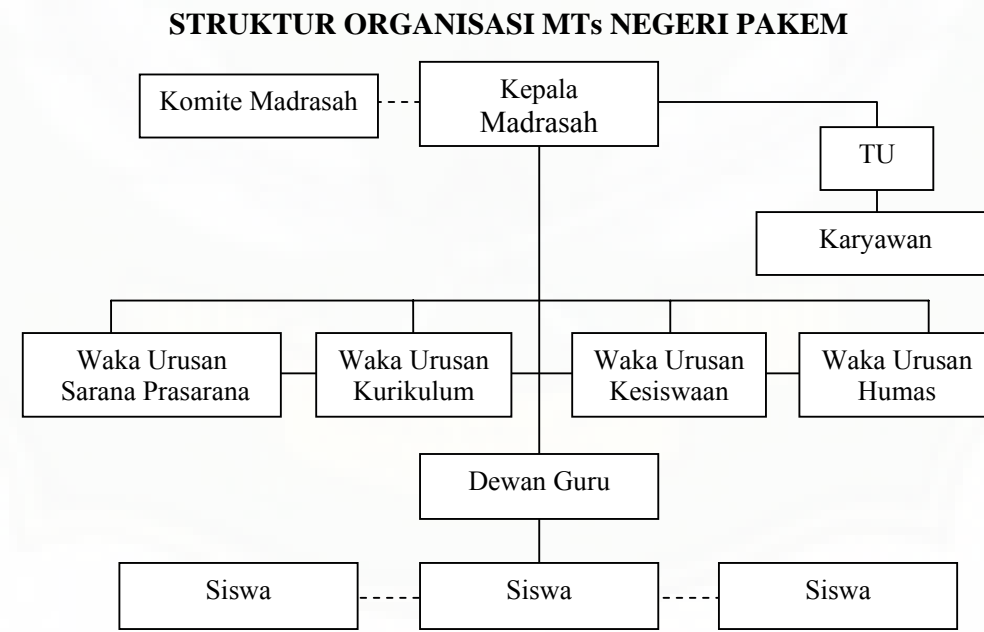 STRUKTUR ORGANISASI MTs NEGERI PAKEM
Komite Madrasah
Kepala
Madrasah
TU
Karyawan
Waka Urusan
Sarana Prasarana
Waka Urusan
Kurikulum
Waka Urusan
Kesiswaan
Waka Urusan
Humas
Dewan Guru
Siswa
Siswa
Siswa